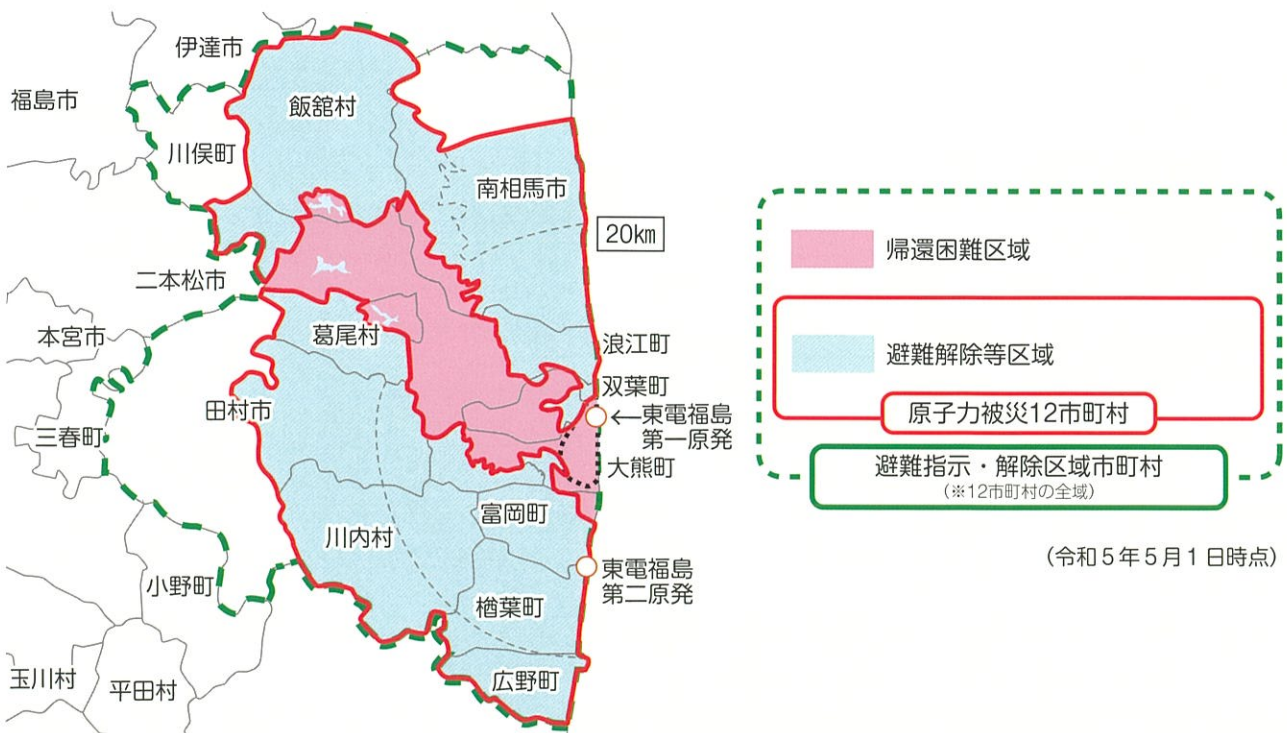 伊達市
福島市
飯舘村
川俣町
南相馬市
20km
二本松市
本宮市
葛尾村
浪江町
双葉町
田村市
←東電福島
第一原発
三春町
大熊町
富岡町
川内村
東電福島
第二原発
小野町
楢葉町
玉川村
平田村
広野町
帰還困難区域
避難解除等区域
原子力被災12市町村
避難指示・解除区域市町村
(※12市町村の全域)
(令和5年5月1日時点)